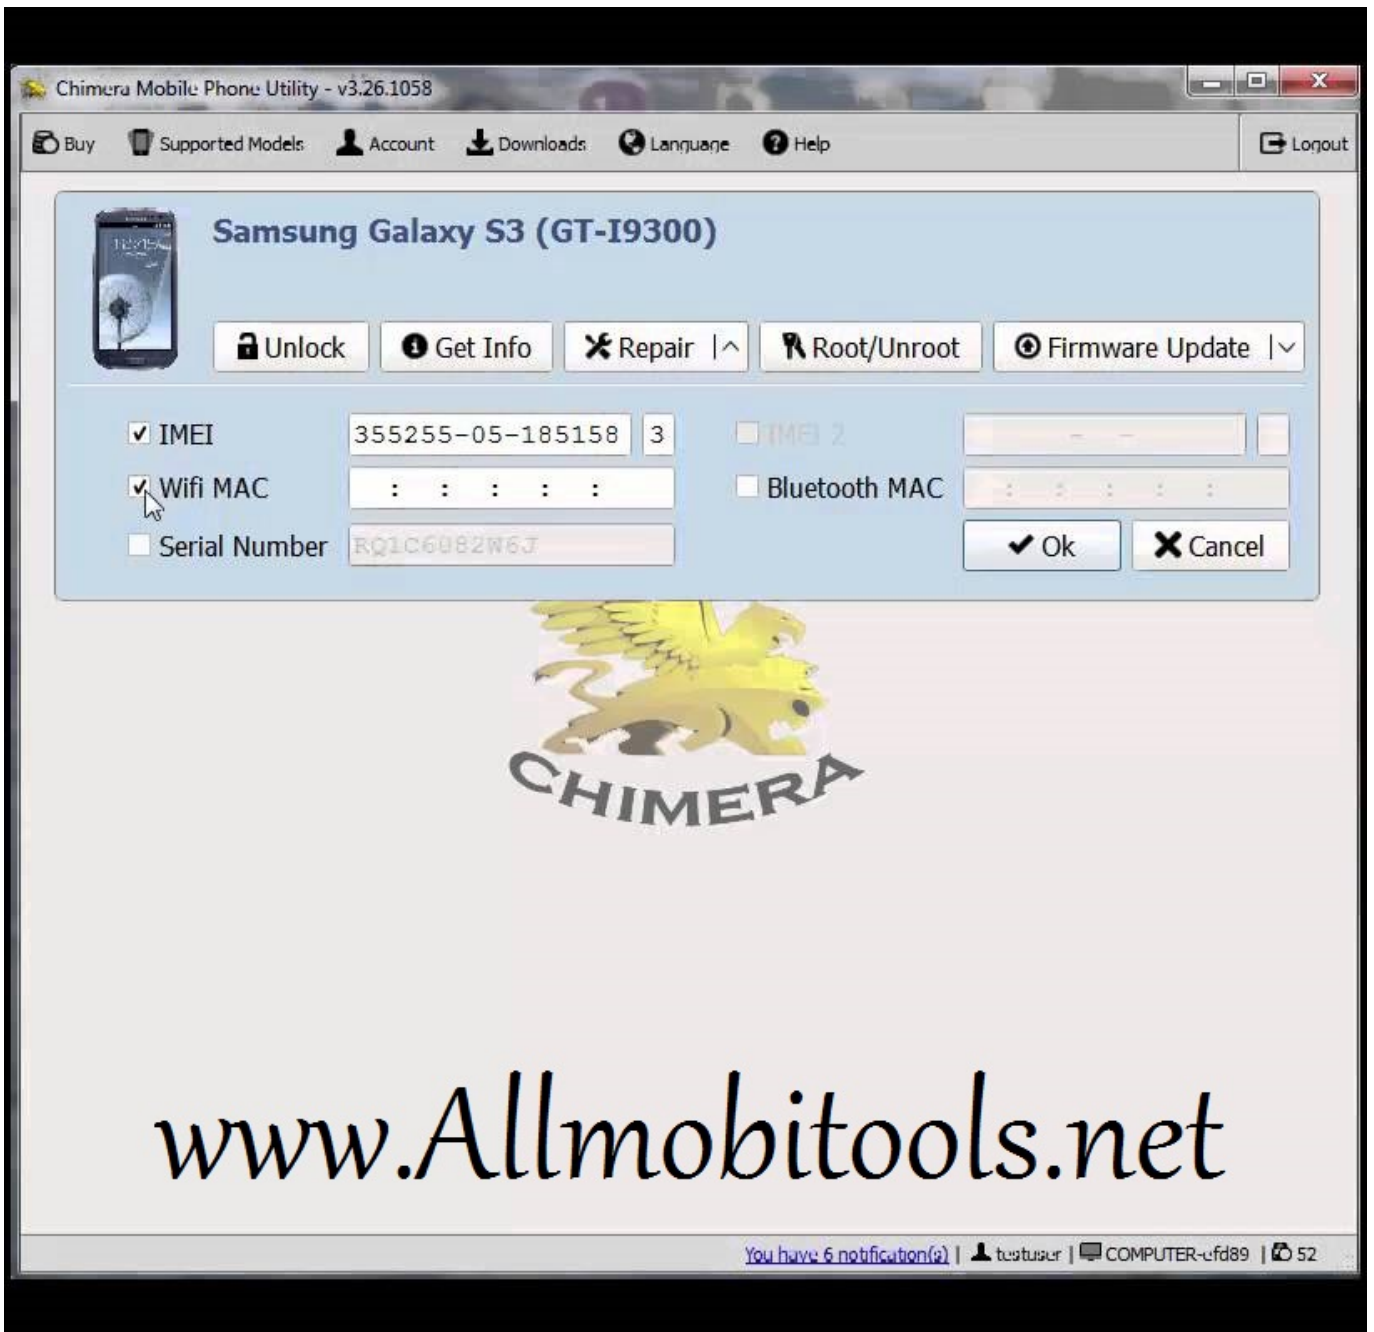 Chimera Mobile Phone Utility - v3.26.1058
Buy Supported Models Account Downloads Language Help Logout
Samsung Galaxy S3 (GT-I9300)
Unlock Get Info Repair Root/Unroot Firmware Update
IMEI 355255-05-185158 3 IMEI 2 - -
Wifi MAC : : : : : Bluetooth MAC : : : : :
Serial Number RQ1C6082W6J Ok Cancel
CHIMERA
www.Allmobitools.net
You have 6 notification(s) | testuser | COMPUTER-efd89 | 52